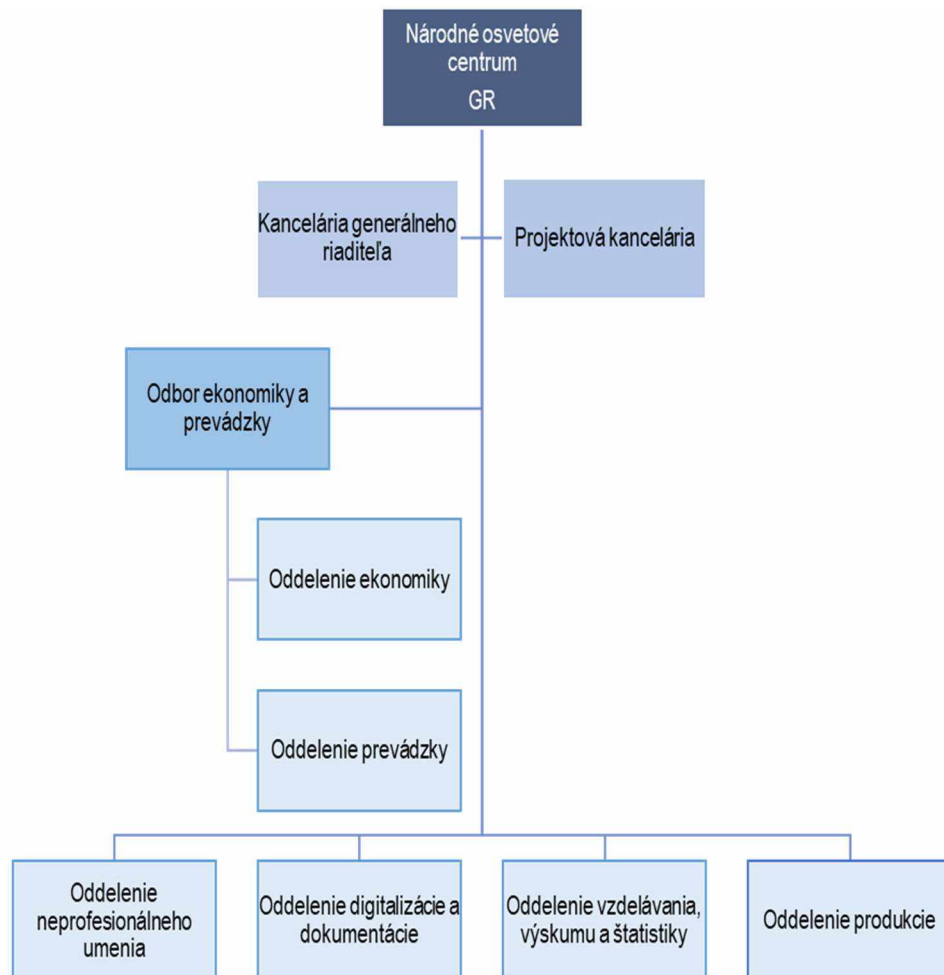 Národné osvetové
centrum
GR
Kancelária generálneho
riaditeľa
Projektová kancelária
Odbor ekonomiky a
prevádzky
Oddelenie ekonomiky
Oddelenie prevádzky
Oddelenie
neprofesionálneho
umenia
Oddelenie digitalizácie a
dokumentácie
Oddelenie vzdelávania,
výskumu a štatistiky
Oddelenie produkcie